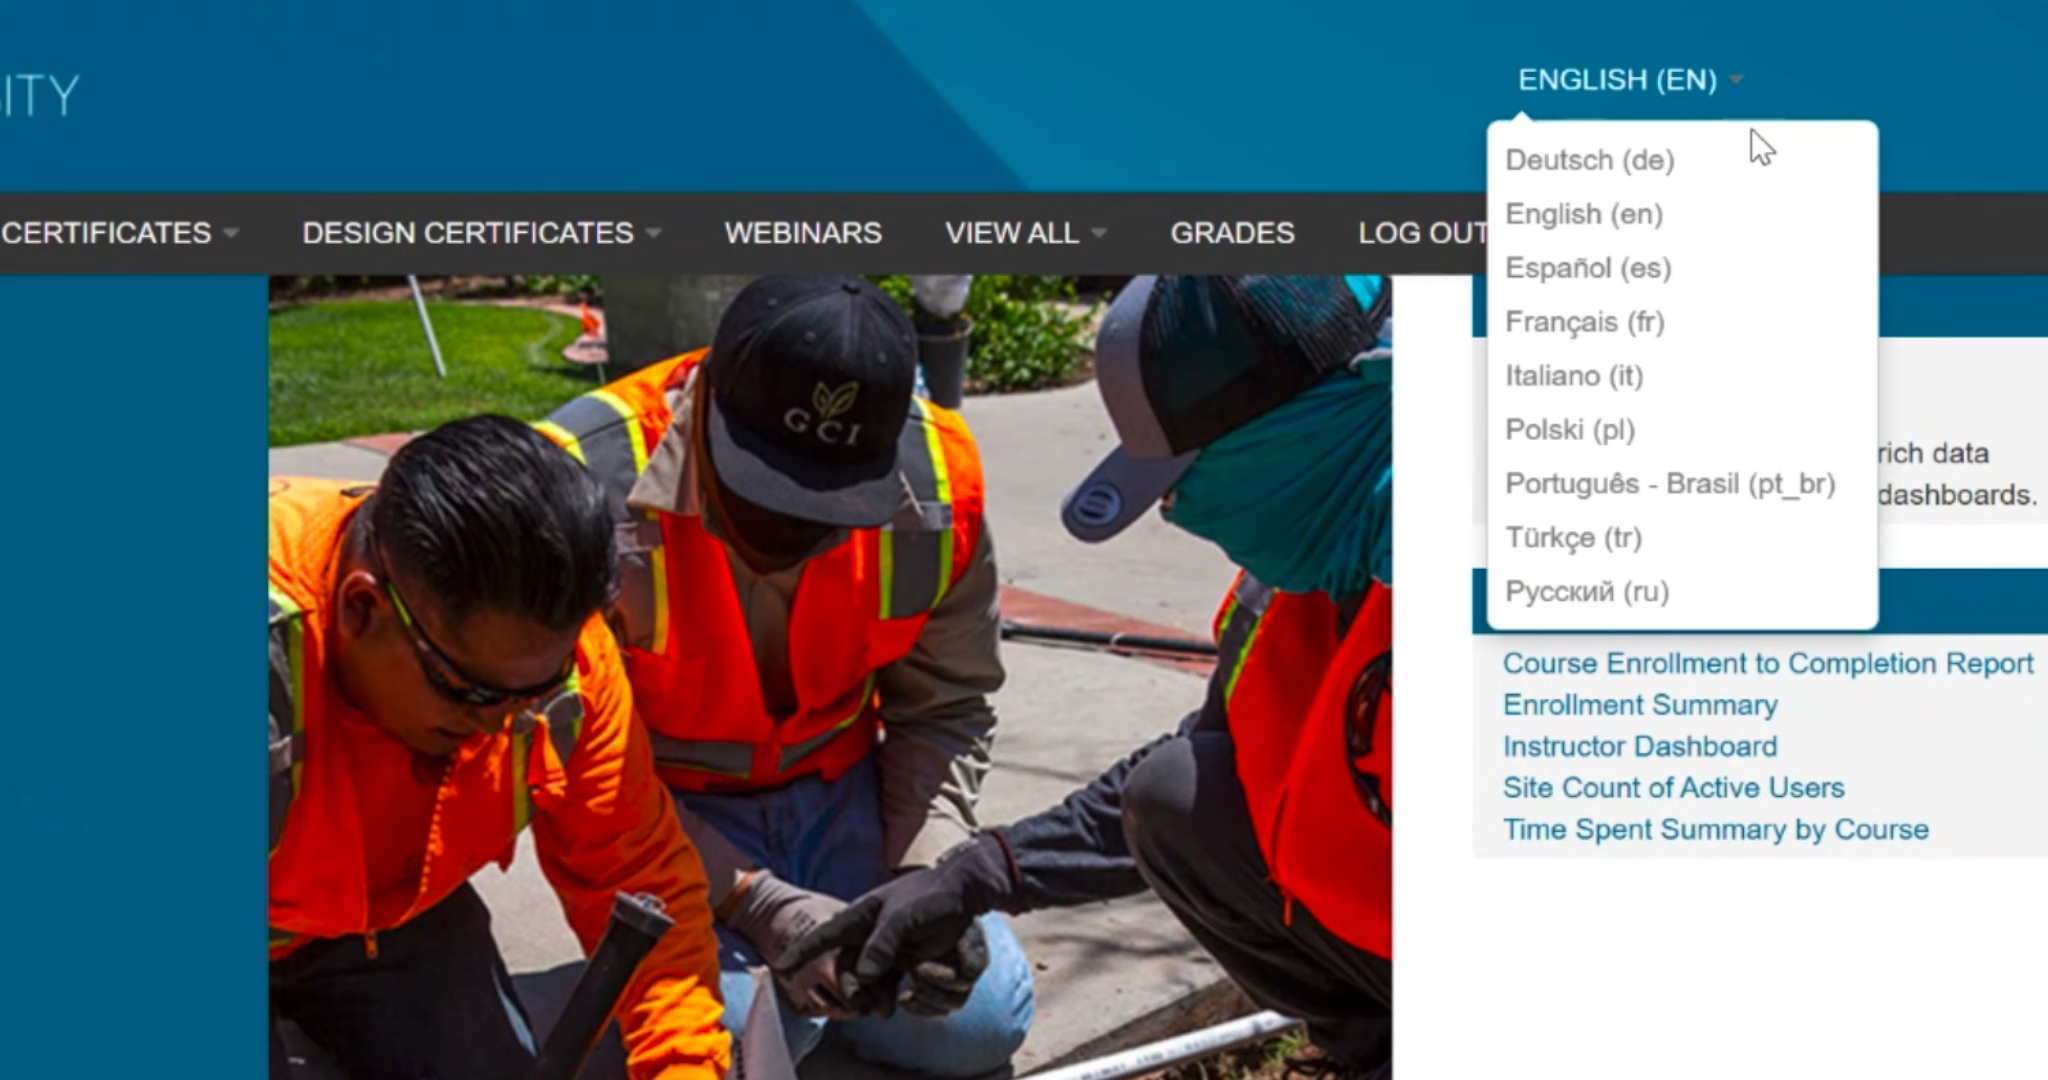 ITY
ENGLISH (EN)
CERTIFICATES
DESIGN CERTIFICATES
WEBINARS
VIEW ALL
GRADES
LOG OUT
Deutsch (de)
English (en)
Español (es)
Français (fr)
Italiano (it)
Polski (pl)
Português - Brasil (pt_br)
Türkçe (tr)
Русский (ru)
GCI
rich data
dashboards.
Course Enrollment to Completion Report
Enrollment Summary
Instructor Dashboard
Site Count of Active Users
Time Spent Summary by Course